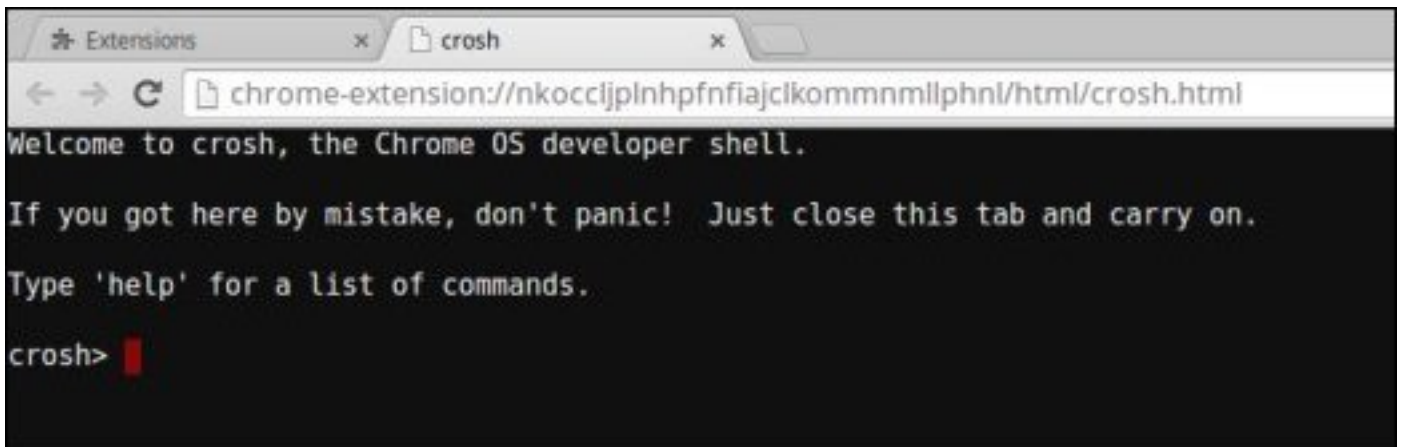 Extensions × crosh ×
chrome-extension://nkoccljplnhpfnfiajclkommnmllphnl/html/crosh.html
Welcome to crosh, the Chrome OS developer shell.
If you got here by mistake, don't panic!  Just close this tab and carry on.
Type 'help' for a list of commands.
crosh>